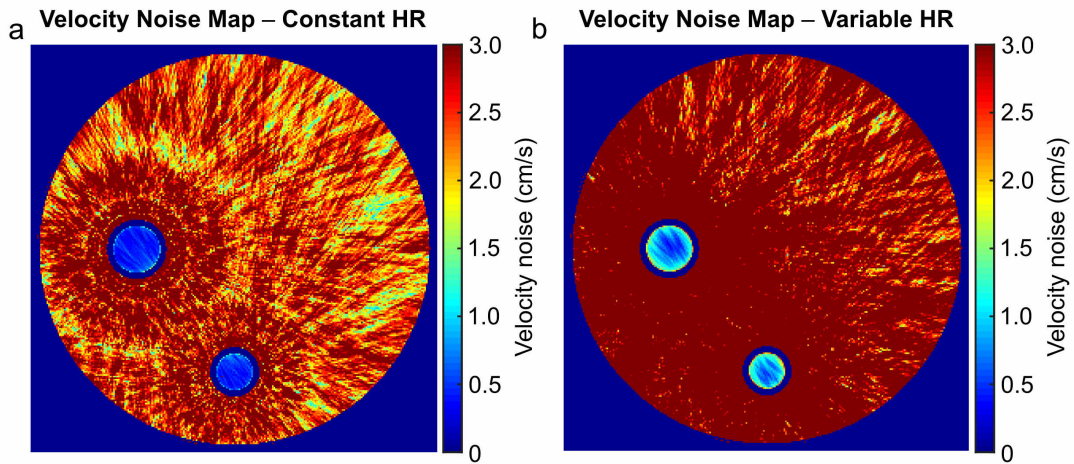 a
Velocity Noise Map – Constant HR
3.0
2.5
2.0
1.5
1.0
0.5
0
Velocity noise (cm/s)
b
Velocity Noise Map – Variable HR
3.0
2.5
2.0
1.5
1.0
0.5
0
Velocity noise (cm/s)